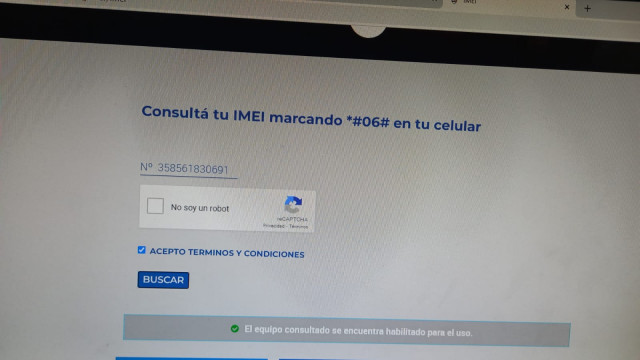 IMEI
Consultá tu IMEI marcando *#06# en tu celular
Nº 358561830691
No soy un robot
reCAPTCHA
Privacidad - Términos
ACEPTO TERMINOS Y CONDICIONES
BUSCAR
El equipo consultado se encuentra habilitado para el uso.